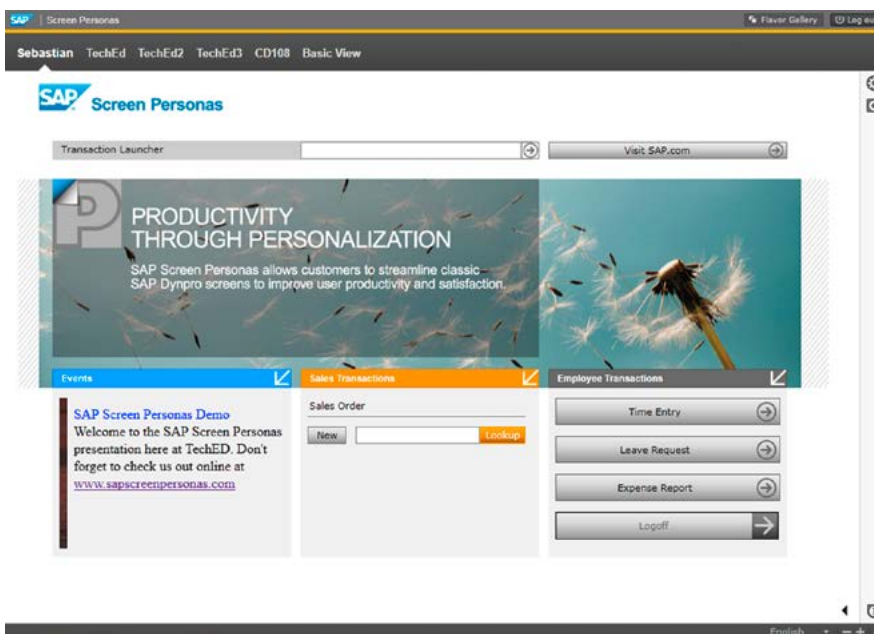 SAP Screen Personas
Flavor Gallery
Log ou
Sebastian TechEd TechEd2 TechEd3 CD108 Basic View
SAP Screen Personas
Transaction Launcher
Visit SAP.com
P
PRODUCTIVITY
THROUGH PERSONALIZATION
SAP Screen Personas allows customers to streamline classic
SAP Dynpro screens to improve user productivity and satisfaction.
Events
SAP Screen Personas Demo
Welcome to the SAP Screen Personas
presentation here at TechED. Don't
forget to check us out online at
www.sapscreenpersonas.com
Sales Transactions
Sales Order
New
Lookup
Employee Transactions
Time Entry
Leave Request
Expense Report
Logoff
English